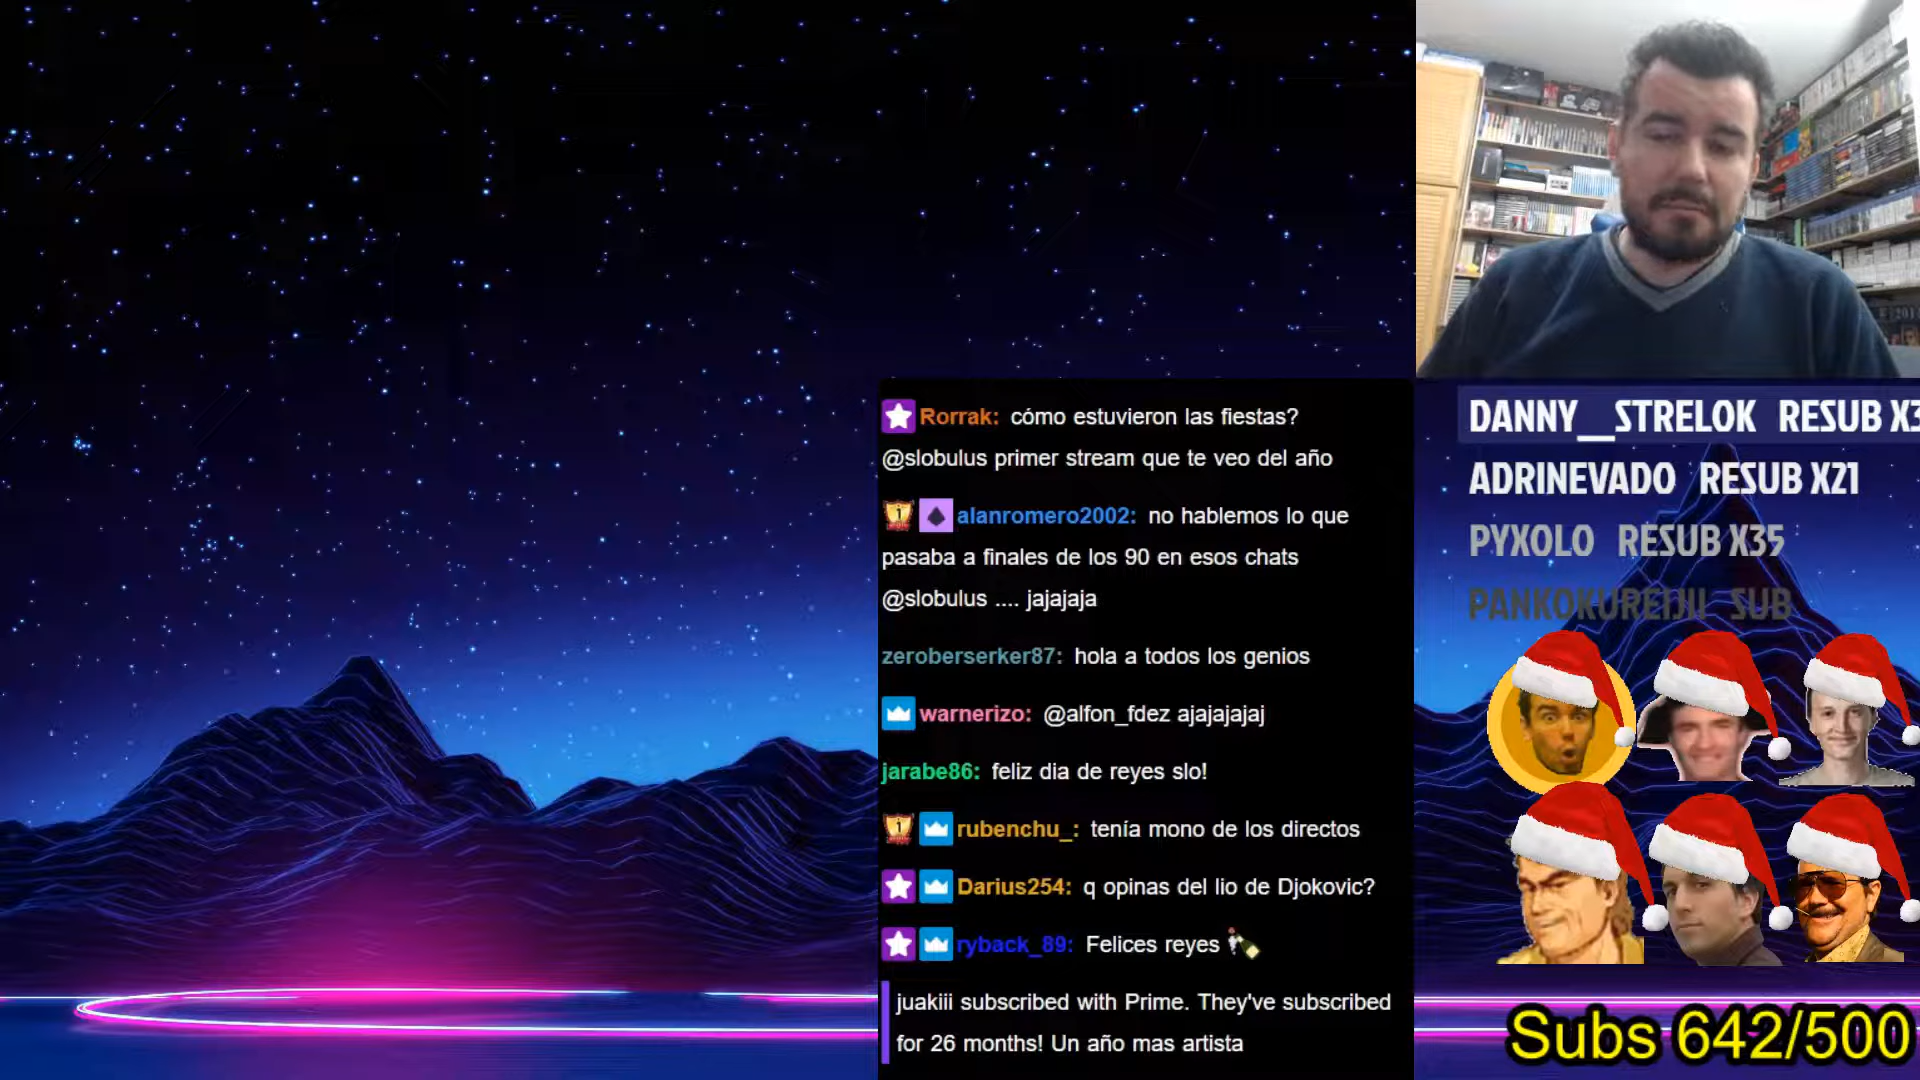 Rorrak: cómo estuvieron las fiestas?
@slobulus primer stream que te veo del año
alanromero2002: no hablemos lo que
pasaba a finales de los 90 en esos chats
@slobulus .... jajajaja
zeroberserker87: hola a todos los genios
warnerizo: @alfon_fdez ajajajajaj
jarabe86: feliz dia de reyes slo!
rubenchu_: tenía mono de los directos
Darius254: q opinas del lio de Djokovic?
ryback_89: Felices reyes
juakiii subscribed with Prime. They've subscribed
for 26 months! Un año mas artista
DANNY__STRELOK RESUB X3
ADRINEVADO RESUB X21
PYXOLO RESUB X35
PANKOKUREIJII SUB
Subs 642/500